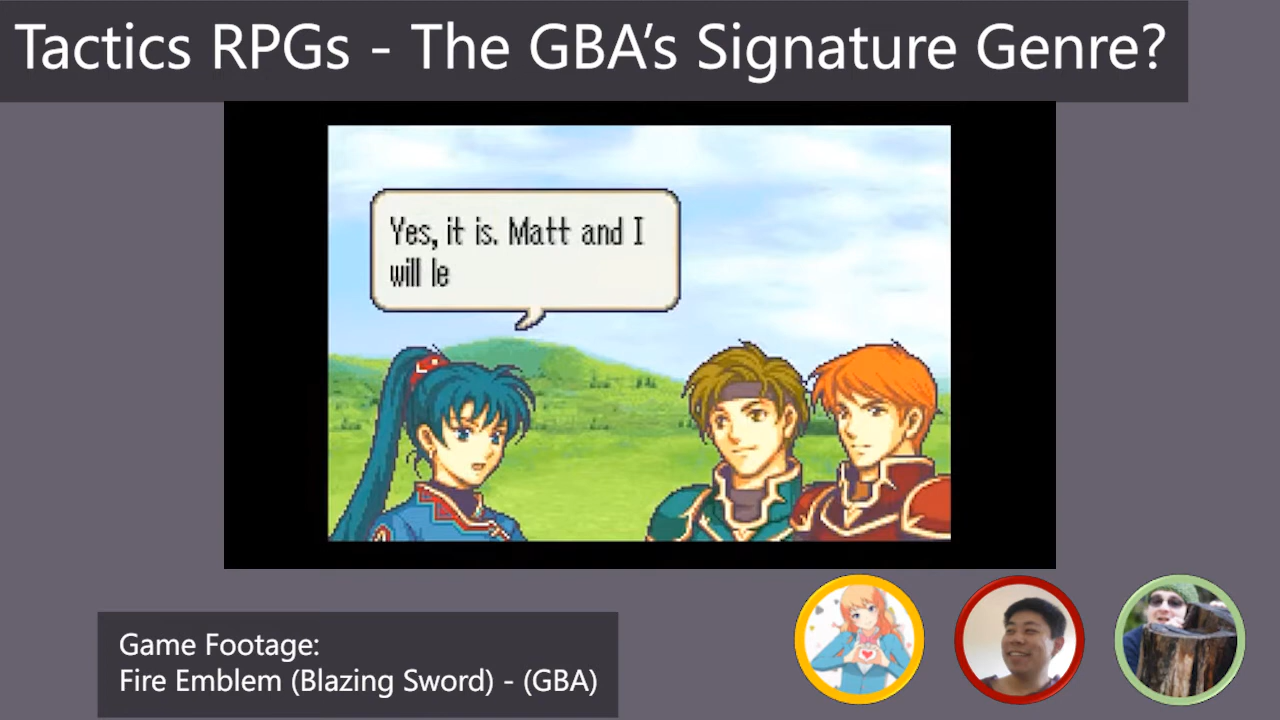 Tactics RPGs - The GBA's Signature Genre?
Yes, it is. Matt and I
will le
Game Footage:
Fire Emblem (Blazing Sword) - (GBA)